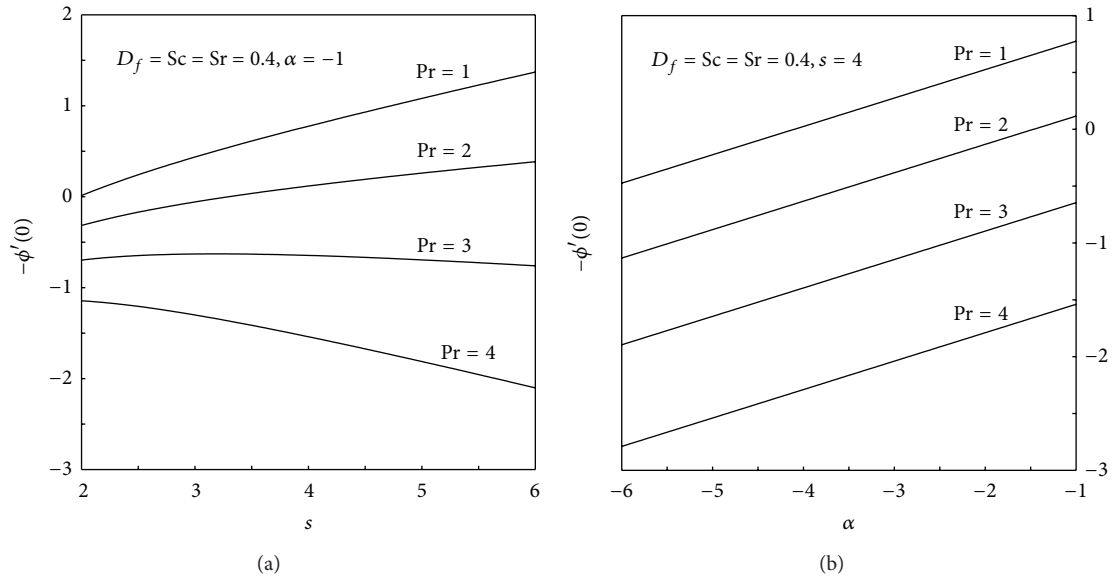 2
1
0
−1
−2
−3
−ϕ′(0)
D_f = Sc = Sr = 0.4, α = −1
Pr = 1
Pr = 2
Pr = 3
Pr = 4
2 3 4 5 6
s
(a)
1
0
−1
−2
−3
−ϕ′(0)
D_f = Sc = Sr = 0.4, s = 4
Pr = 1
Pr = 2
Pr = 3
Pr = 4
−6 −5 −4 −3 −2 −1
α
(b)